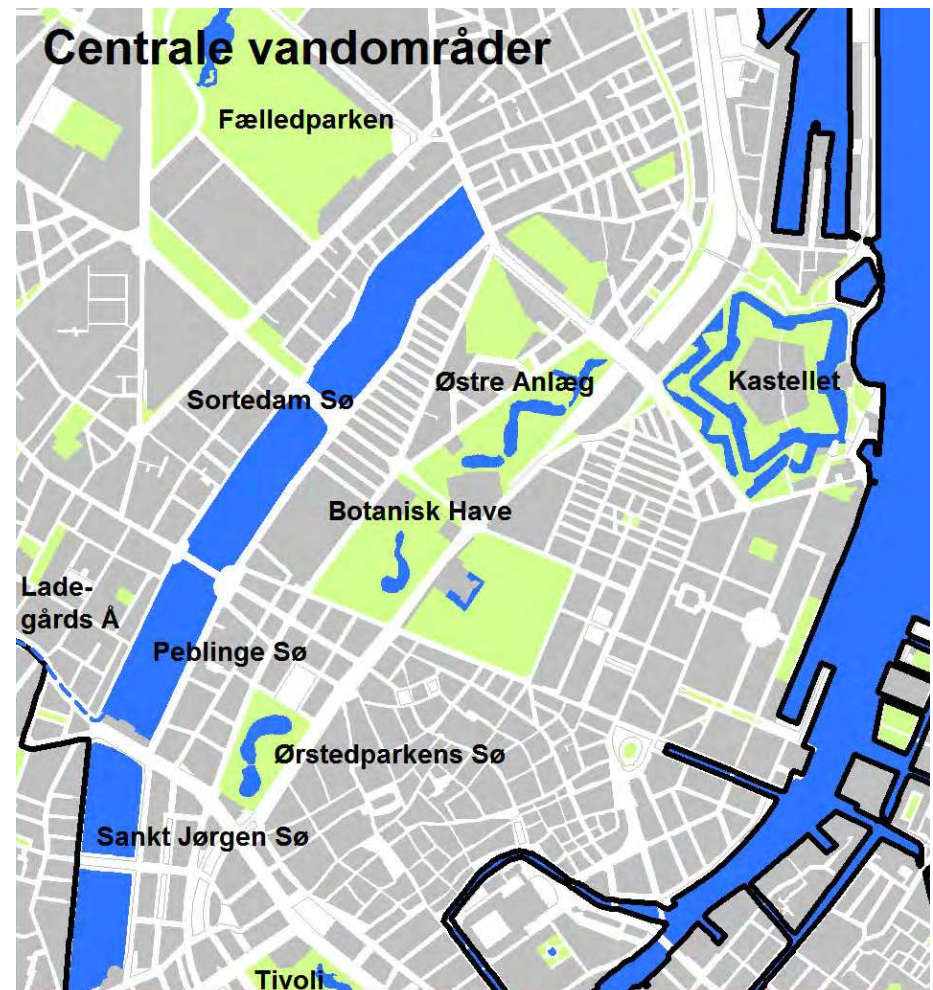 Centrale vandområder
Fælledparken
Sortedam Sø
Østre Anlæg
Kastellet
Botanisk Have
Lade-
gårds Å
Peblinge Sø
Ørstedparkens Sø
Sankt Jørgen Sø
Tivoli